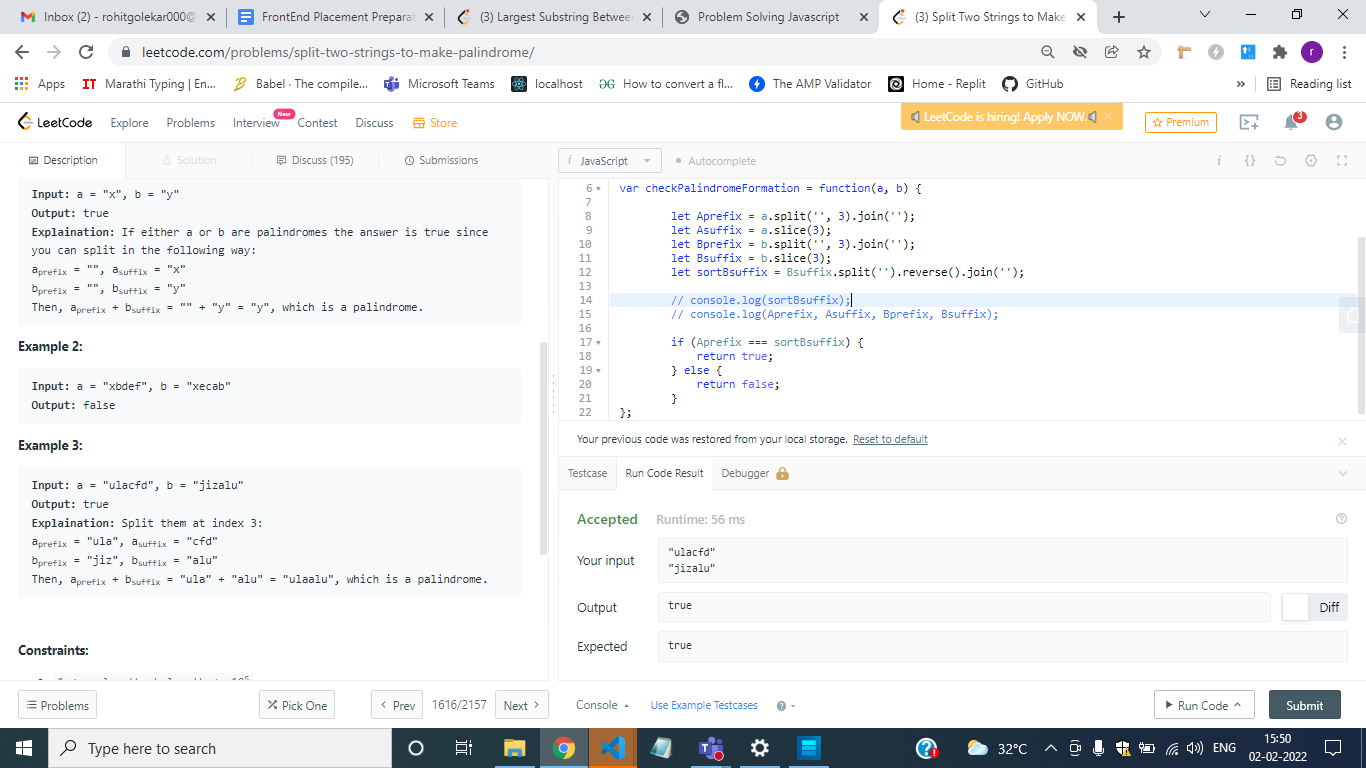 Inbox (2) - rohitgolekar000@
FrontEnd Placement Preparat
(3) Largest Substring Betweer
Problem Solving Javascript
(3) Split Two Strings to Make
leetcode.com/problems/split-two-strings-to-make-palindrome/
r
Apps
Marathi Typing | En...
Babel · The compile...
Microsoft Teams
localhost
How to convert a fi...
The AMP Validator
Home - Replit
GitHub
»
Reading list
LeetCode
Explore
Problems
Interview
New
Contest
Discuss
Store
LeetCode is hiring! Apply NOW.
Premium
3
Description
Solution
Discuss (195)
Submissions
i JavaScript
Autocomplete
Input: a = "x", b = "y"
Output: true
Explaination: If either a or b are palindromes the answer is true since
you can split in the following way:
aprefix = "", asuffix = "x"
bprefix = "", bsuffix = "y"
Then, aprefix + bsuffix = "" + "y" = "y", which is a palindrome.
Example 2:
Input: a = "xbdef", b = "xecab"
Output: false
Example 3:
Input: a = "ulacfd", b = "jizalu"
Output: true
Explaination: Split them at index 3:
aprefix = "ula", asuffix = "cfd"
bprefix = "jiz", bsuffix = "alu"
Then, aprefix + bsuffix = "ula" + "alu" = "ulaalu", which is a palindrome.
Constraints:
6 var checkPalindromeFormation = function(a, b) {
7
8 let Aprefix = a.split('', 3).join('');
9 let Asuffix = a.slice(3);
10 let Bprefix = b.split('', 3).join('');
11 let Bsuffix = b.slice(3);
12 let sortBsuffix = Bsuffix.split('').reverse().join('');
13
14 // console.log(sortBsuffix);
15 // console.log(Aprefix, Asuffix, Bprefix, Bsuffix);
16
17 if (Aprefix === sortBsuffix) {
18 return true;
19 } else {
20 return false;
21 }
22 };
Your previous code was restored from your local storage. Reset to default
Testcase
Run Code Result
Debugger
Accepted Runtime: 56 ms
Your input
"ulacfd"
"jizalu"
Output
true
Diff
Expected
true
Problems
Pick One
Prev
1616/2157
Next
Console
Use Example Testcases
Run Code
Submit
Type here to search
32°C
ENG
15:50
02-02-2022